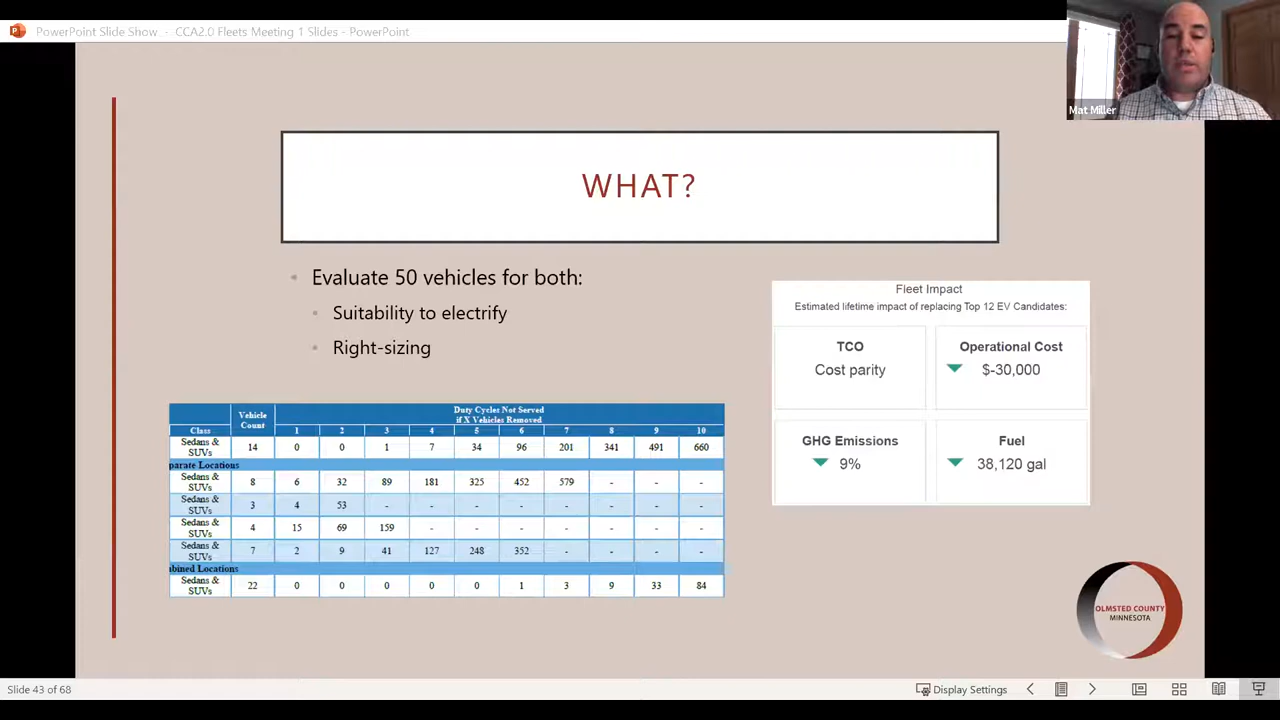 PowerPoint Slide Show - CCA2.0 Fleets Meeting 1 Slides - PowerPoint
Mat Miller
WHAT?
Evaluate 50 vehicles for both:
Suitability to electrify
Right-sizing
Fleet Impact
Estimated lifetime impact of replacing Top 12 EV Candidates:
TCO
Cost parity
Operational Cost
$-30,000
GHG Emissions
9%
Fuel
38,120 gal
Class Vehicle Count Duty Cycles Not Served
if X Vehicles Removed
1 2 3 4 5 6 7 8 9 10
Sedans & SUVs 14 0 0 1 7 34 96 201 341 491 660
parate Locations
Sedans & SUVs 8 6 32 89 181 325 452 579 - - -
Sedans & SUVs 3 4 53 - - - - - - - -
Sedans & SUVs 4 15 69 159 - - - - - - -
Sedans & SUVs 7 2 9 41 127 248 352 - - - -
bined Locations
Sedans & SUVs 22 0 0 0 0 0 1 3 9 33 84
OLMSTED COUNTY
MINNESOTA
Slide 43 of 68
Display Settings